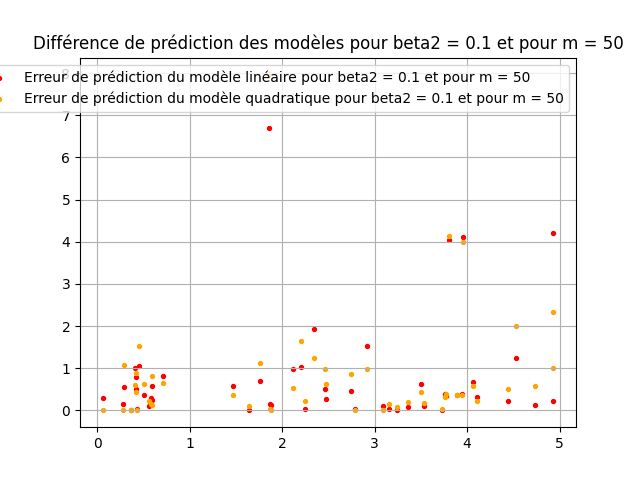 Différence de prédiction des modèles pour beta2 = 0.1 et pour m = 50
Erreur de prédiction du modèle linéaire pour beta2 = 0.1 et pour m = 50
Erreur de prédiction du modèle quadratique pour beta2 = 0.1 et pour m = 50
8
7
6
5
4
3
2
1
0
0 1 2 3 4 5